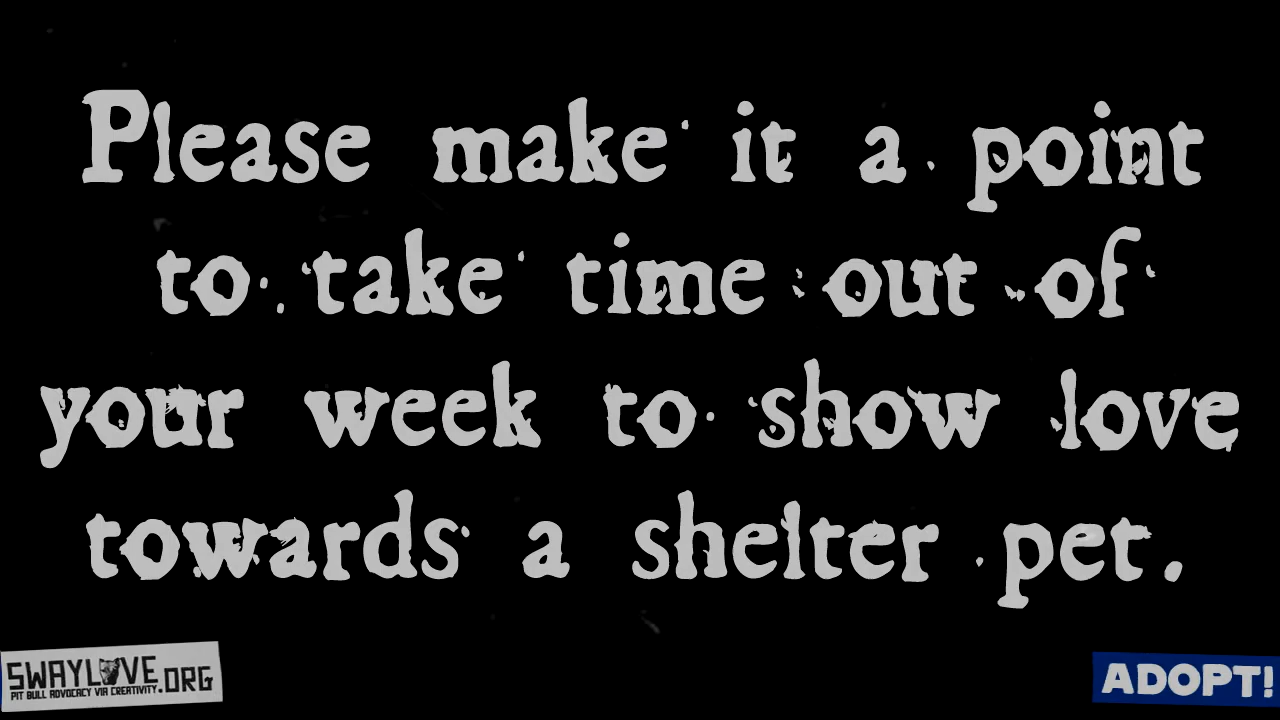 Please make it a point
to take time out of
your week to show love
towards a shelter pet.
SWAYLOVE.ORG
PIT BULL ADVOCACY VIA CREATIVITY
ADOPT!